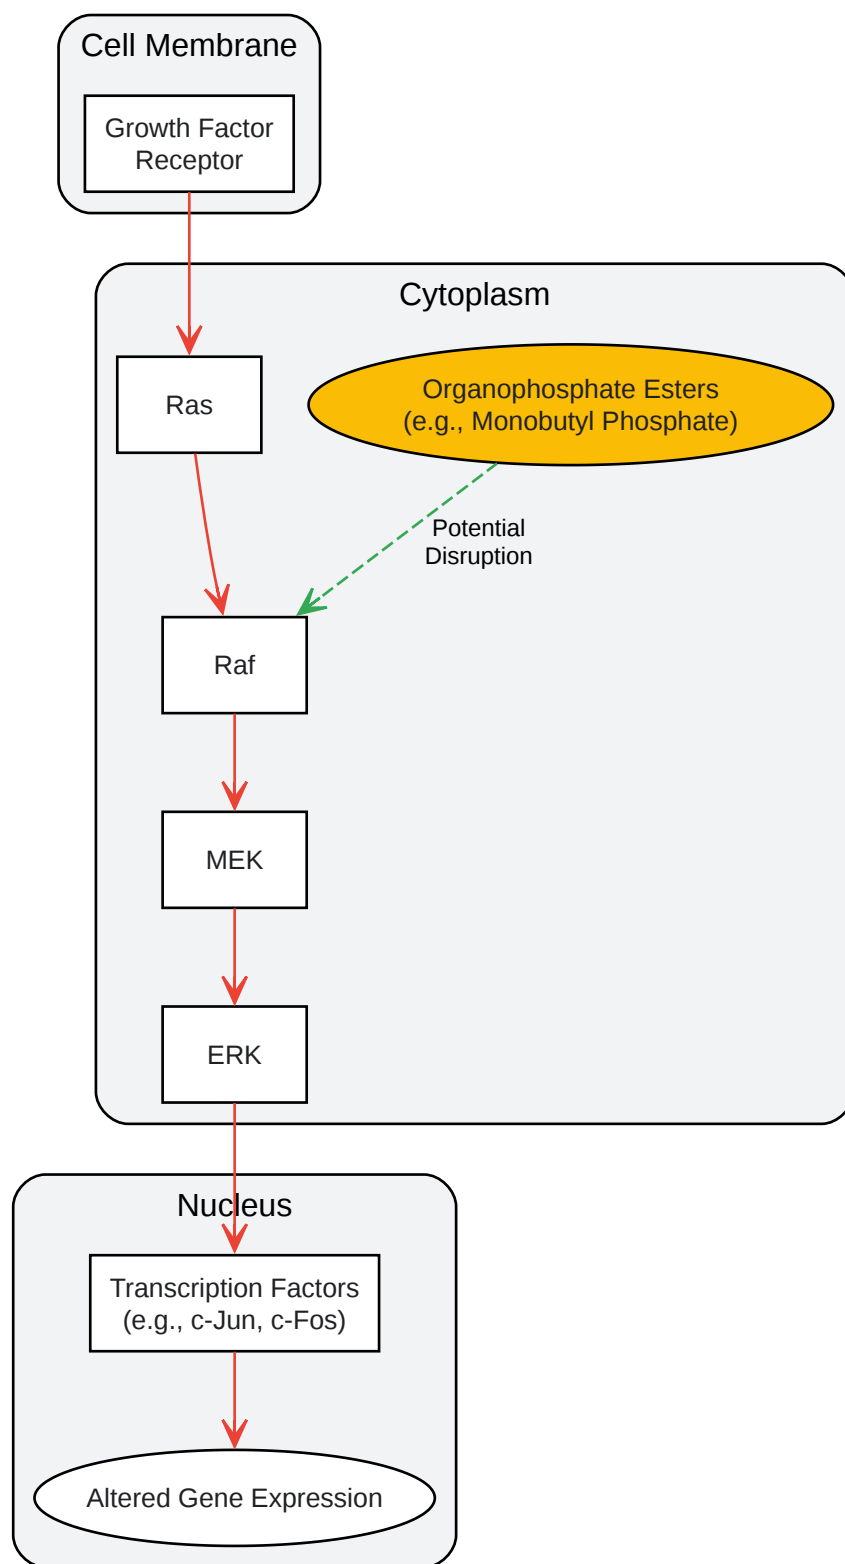 Cell Membrane
Growth Factor
Receptor
Cytoplasm
Ras
Organophosphate Esters
(e.g., Monobutyl Phosphate)
Potential
Disruption
Raf
MEK
ERK
Nucleus
Transcription Factors
(e.g., c-Jun, c-Fos)
Altered Gene Expression